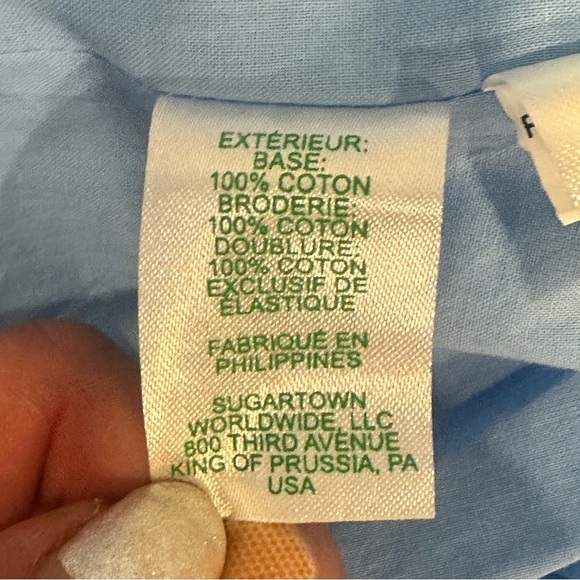 EXTÉRIEUR:
BASE:
100% COTON
BRODERIE:
100% COTON
DOUBLURE:
100% COTON
EXCLUSIF DE
ÉLASTIQUE
FABRIQUÉ EN
PHILIPPINES
SUGARTOWN
WORLDWIDE, LLC
800 THIRD AVENUE
KING OF PRUSSIA, PA
USA